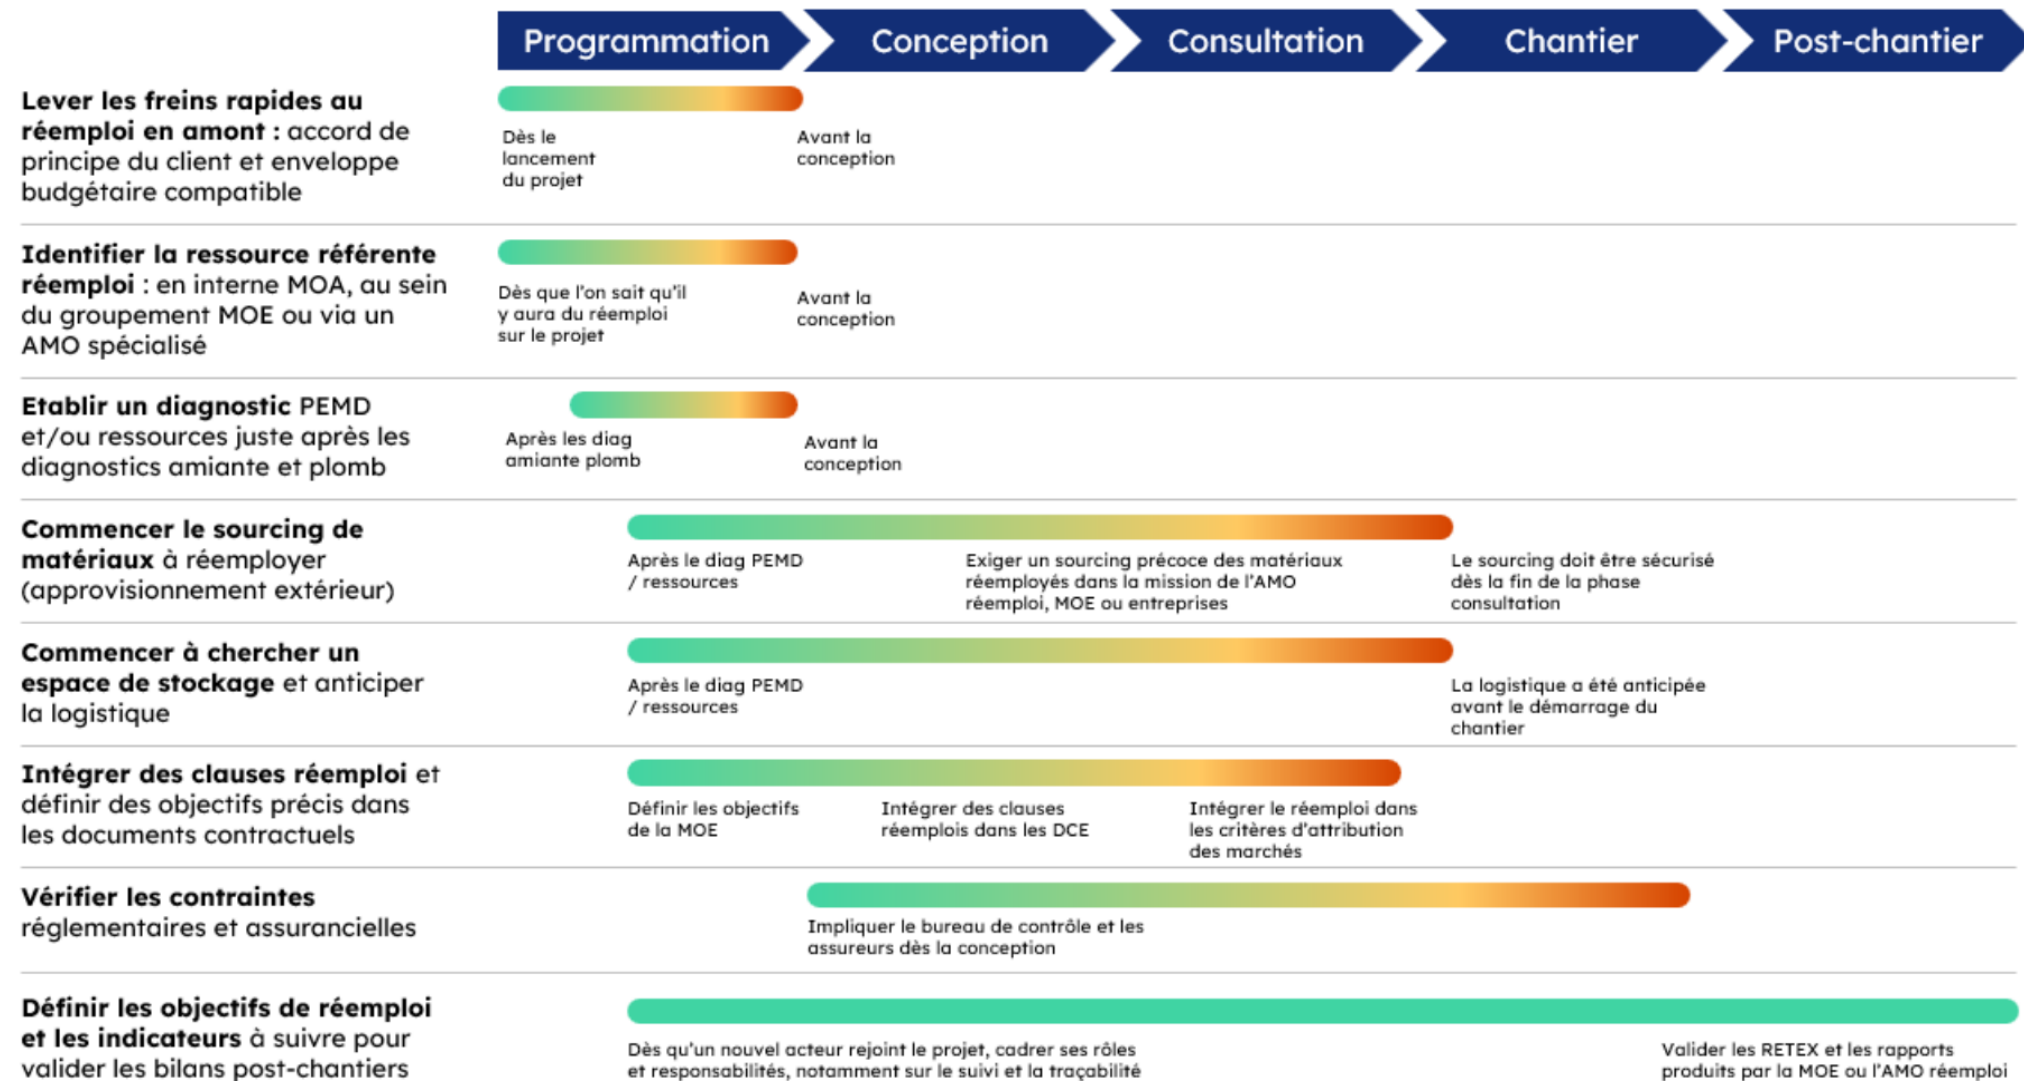 Programmation
Conception
Consultation
Chantier
Post-chantier
Lever les freins rapides au
réemploi en amont : accord de
principe du client et enveloppe
budgétaire compatible
Dès le
lancement
du projet
Avant la
conception
Identifier la ressource référente
réemploi : en interne MOA, au sein
du groupement MOE ou via un
AMO spécialisé
Dès que l'on sait qu'il
y aura du réemploi
sur le projet
Avant la
conception
Etablir un diagnostic PEMD
et/ou ressources juste après les
diagnostics amiante et plomb
Après les diag
amiante plomb
Avant la
conception
Commencer le sourcing de
matériaux à réemployer
(approvisionnement extérieur)
Après le diag PEMD
/ ressources
Exiger un sourcing précoce des matériaux
réemployés dans la mission de l'AMO
réemploi, MOE ou entreprises
Le sourcing doit être sécurisé
dès la fin de la phase
consultation
Commencer à chercher un
espace de stockage et anticiper
la logistique
Après le diag PEMD
/ ressources
La logistique a été anticipée
avant le démarrage du
chantier
Intégrer des clauses réemploi et
définir des objectifs précis dans
les documents contractuels
Définir les objectifs
de la MOE
Intégrer des clauses
réemplois dans les DCE
Intégrer le réemploi dans
les critères d'attribution
des marchés
Vérifier les contraintes
réglementaires et assurancielles
Impliquer le bureau de contrôle et les
assureurs dès la conception
Définir les objectifs de réemploi
et les indicateurs à suivre pour
valider les bilans post-chantiers
Dès qu'un nouvel acteur rejoint le projet, cadrer ses rôles
et responsabilités, notamment sur le suivi et la traçabilité
Valider les RETEX et les rapports
produits par la MOE ou l'AMO réemploi